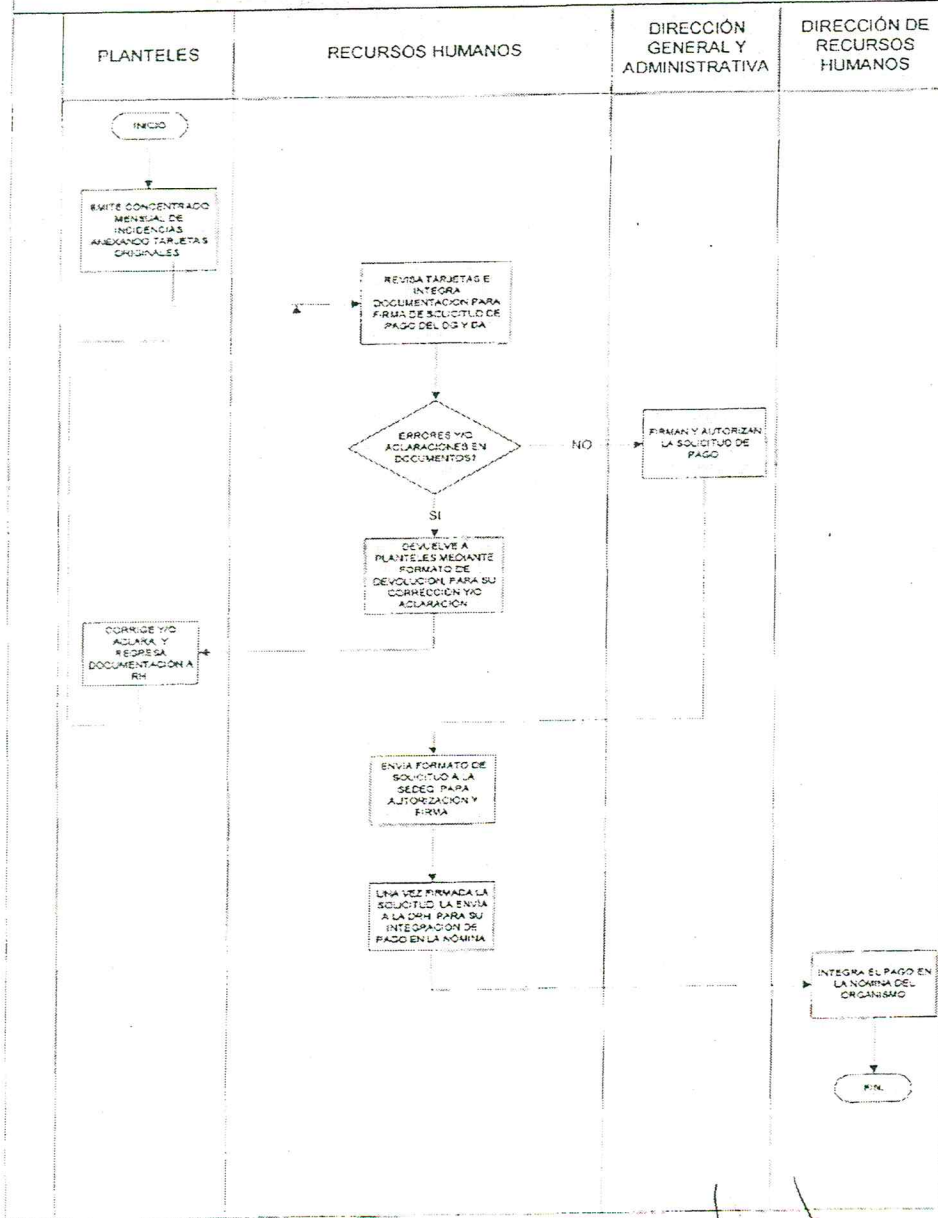 PLANTELES
RECURSOS HUMANOS
DIRECCIÓN
GENERAL Y
ADMINISTRATIVA
DIRECCIÓN DE
RECURSOS
HUMANOS
INICIO
EMITE CONCENTRADO
MENSUAL DE
INCIDENCIAS
ANEXANDO TARJETAS
ORIGINALES
REVISA TARJETAS E
INTEGRA
DOCUMENTACION PARA
FIRMA DE SOLICITUD DE
PAGO DEL DG Y DA
ERRORES Y/O
ACLARACIONES EN
DOCUMENTOS?
NO
FIRMAN Y AUTORIZAN
LA SOLICITUD DE
PAGO
SI
DEVUELVE A
PLANTELES MEDIANTE
FORMATO DE
DEVOLUCION, PARA SU
CORRECCIÓN Y/O
ACLARACIÓN
CORRIGE Y/O
ACLARA, Y
REGRESA
DOCUMENTACIÓN A
RH
ENVIA FORMATO DE
SOLICITUD A LA
SEDEQ, PARA
AUTORIZACION Y
FIRMA
UNA VEZ FIRMADA LA
SOLICITUD, LA ENVIA
A LA DRH, PARA SU
INTEGRACION DE
PAGO EN LA NOMINA
INTEGRA EL PAGO EN
LA NOMINA DEL
ORGANISMO
FIN.